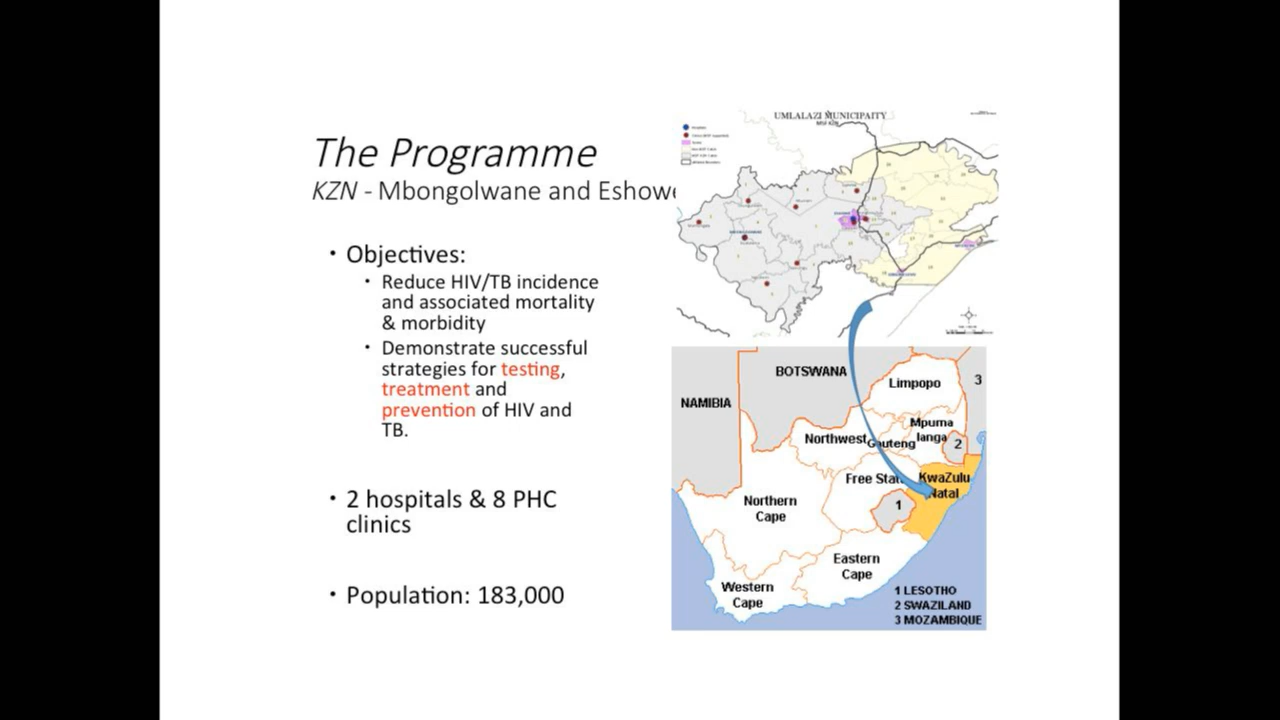 The Programme
KZN - Mbongolwane and Eshowe
• Objectives:
• Reduce HIV/TB incidence
and associated mortality
& morbidity
• Demonstrate successful
strategies for testing,
treatment and
prevention of HIV and
TB.
• 2 hospitals & 8 PHC
clinics
• Population: 183,000
UMLALAZI MUNICIPAITY
BOTSWANA
NAMIBIA
Limpopo
3
Mpuma
langa
2
Northwest
Gauteng
Free Stat
KwaZulu
Natal
1
Northern
Cape
Eastern
Cape
Western
Cape
1 LESOTHO
2 SWAZILAND
3 MOZAMBIQUE